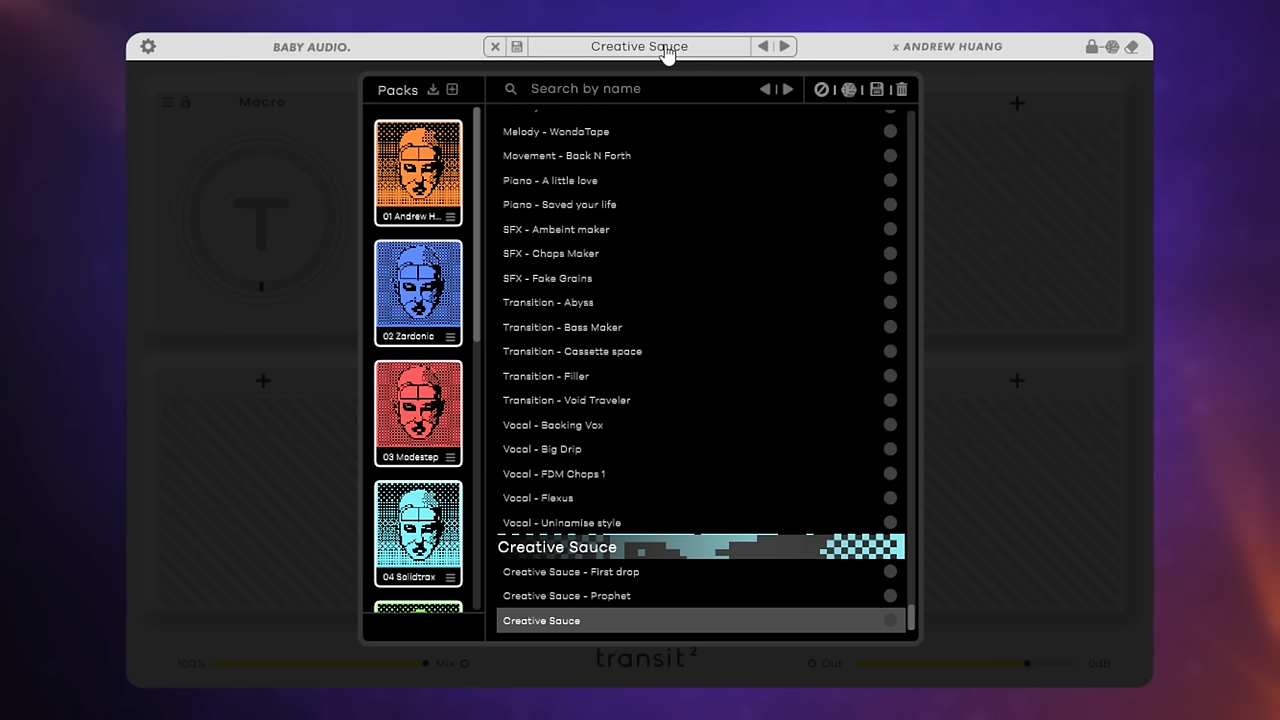 BABY AUDIO.
Creative Sauce
x ANDREW HUANG
Packs
Search by name
Macro
T
01 Andrew H...
02 Zardonic
03 Modestep
04 Solidtrax
Melody - WondaTape
Movement - Back N Forth
Piano - A little love
Piano - Saved your life
SFX - Ambeint maker
SFX - Chops Maker
SFX - Fake Grains
Transition - Abyss
Transition - Bass Maker
Transition - Cassette space
Transition - Filler
Transition - Void Traveler
Vocal - Backing Vox
Vocal - Big Drip
Vocal - FDM Chops 1
Vocal - Flexus
Vocal - Uninamise style
Creative Sauce
Creative Sauce - First drop
Creative Sauce - Prophet
Creative Sauce
100%
Mix
transit²
Out
0dB